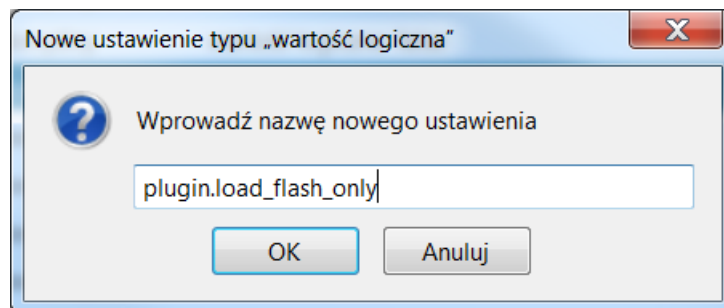 Nowe ustawienie typu „wartość logiczna”
Wprowadź nazwę nowego ustawienia
plugin.load_flash_only
OK
Anuluj